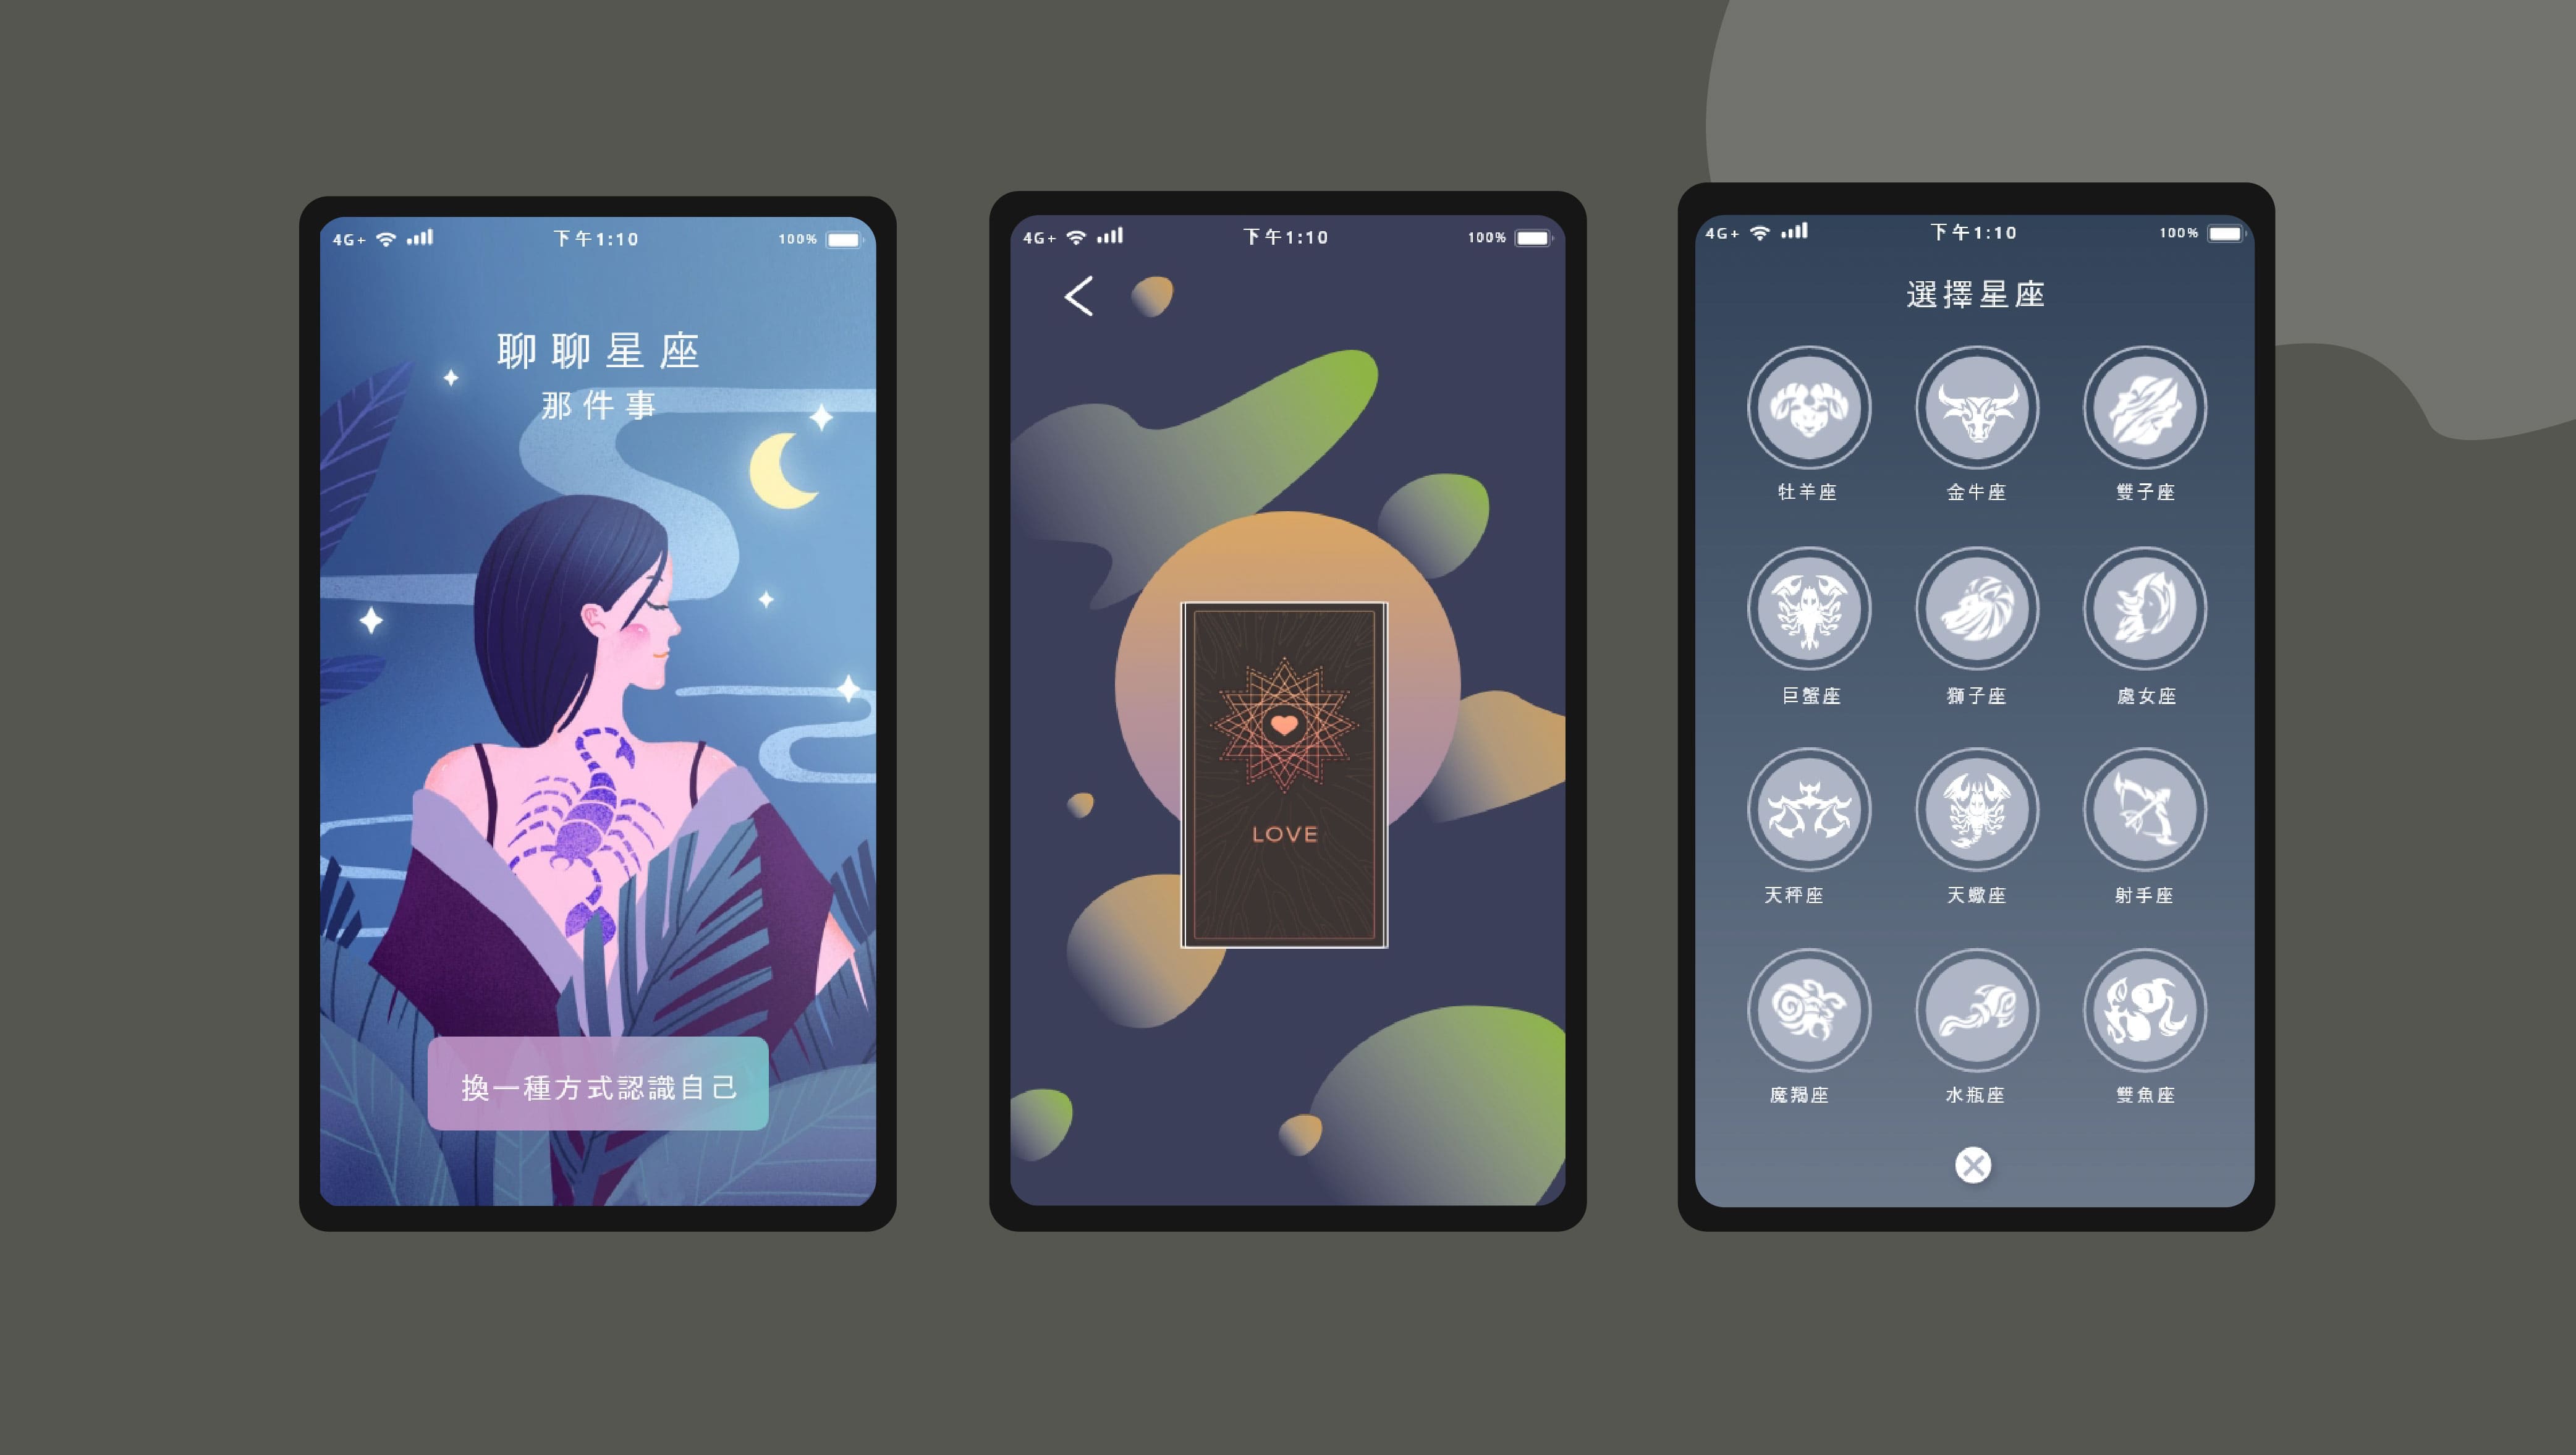 4G+ 下午1:10 100%
聊聊星座
那件事
換一種方式認識自己
4G+ 下午1:10 100%
LOVE
4G+ 下午1:10 100%
選擇星座
牡羊座 金牛座 雙子座
巨蟹座 獅子座 處女座
天秤座 天蠍座 射手座
魔羯座 水瓶座 雙魚座